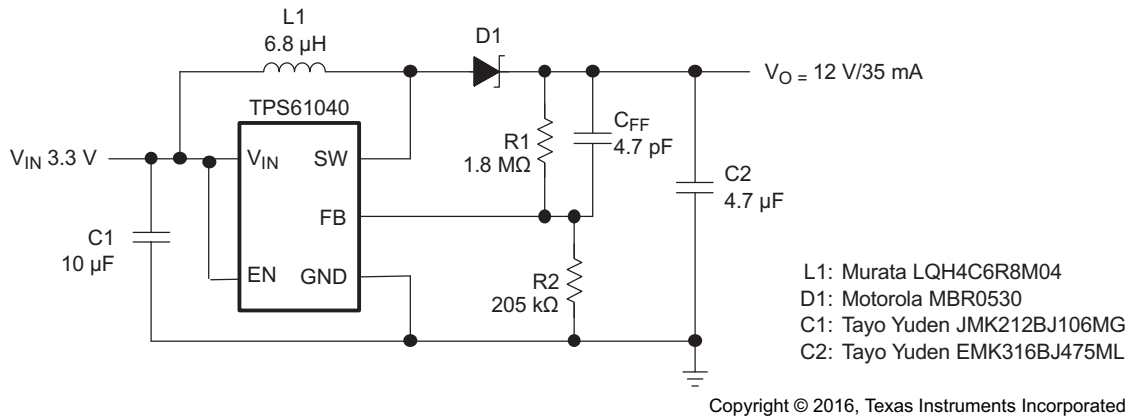 L1
6.8 µH
D1
V_O = 12 V/35 mA
TPS61040
V_IN 3.3 V
V_IN
SW
R1
1.8 MΩ
C_FF
4.7 pF
C2
4.7 µF
FB
C1
10 µF
EN
GND
R2
205 kΩ
L1: Murata LQH4C6R8M04
D1: Motorola MBR0530
C1: Tayo Yuden JMK212BJ106MG
C2: Tayo Yuden EMK316BJ475ML
Copyright © 2016, Texas Instruments Incorporated